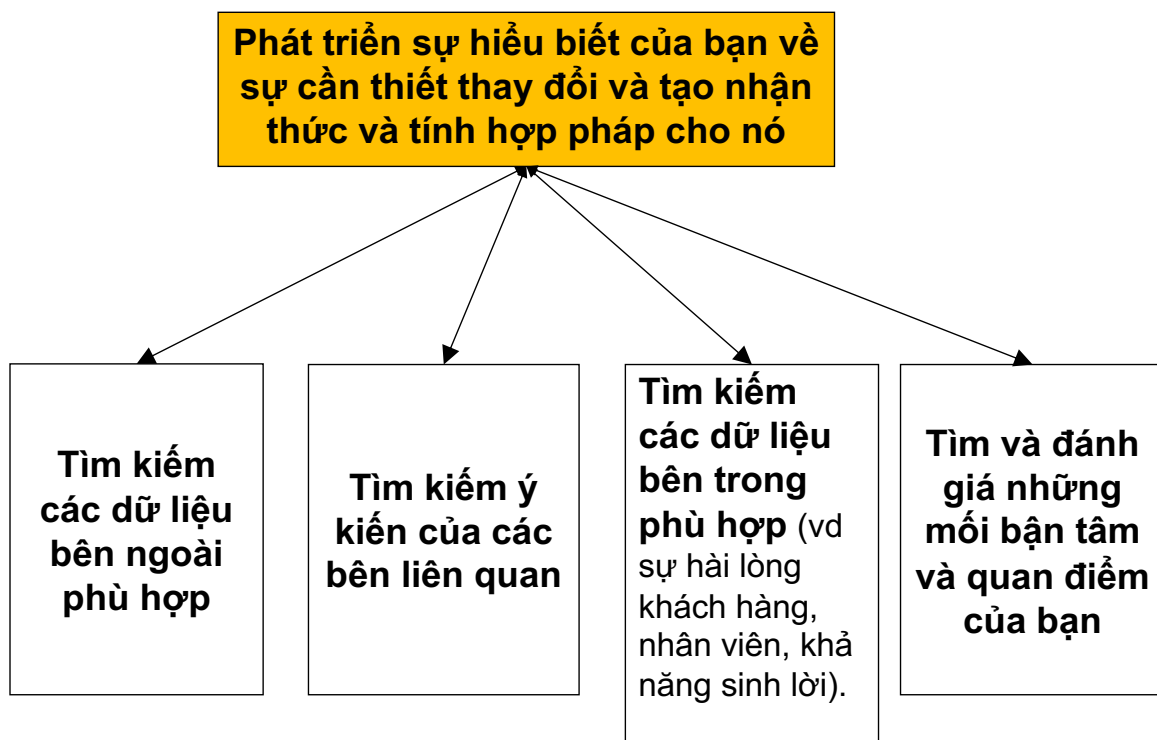 Phát triển sự hiểu biết của bạn về
sự cần thiết thay đổi và tạo nhận
thức và tính hợp pháp cho nó
Tìm kiếm
các dữ liệu
bên ngoài
phù hợp
Tìm kiếm ý
kiến của các
bên liên quan
Tìm kiếm
các dữ liệu
bên trong
phù hợp (vd
sự hài lòng
khách hàng,
nhân viên, khả
năng sinh lời).
Tìm và đánh
giá những
mối bận tâm
và quan điểm
của bạn